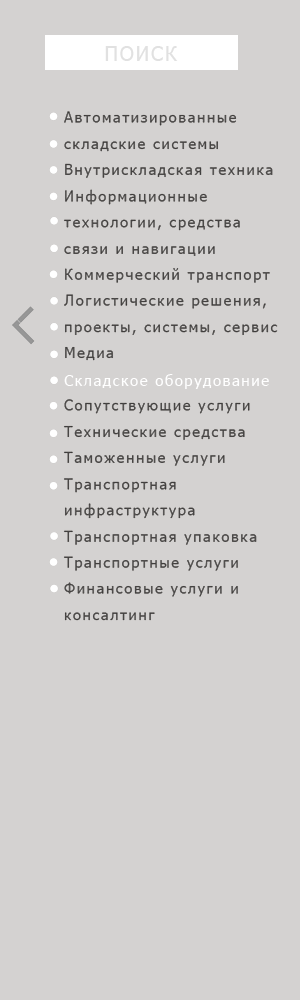 ПОИСК
Автоматизированные
складские системы
Внутрискладская техника
Информационные
технологии, средства
связи и навигации
Коммерческий транспорт
Логистические решения,
проекты, системы, сервис
Медиа
Складское оборудование
Сопутствующие услуги
Технические средства
Таможенные услуги
Транспортная
инфраструктура
Транспортная упаковка
Транспортные услуги
Финансовые услуги и
консалтинг